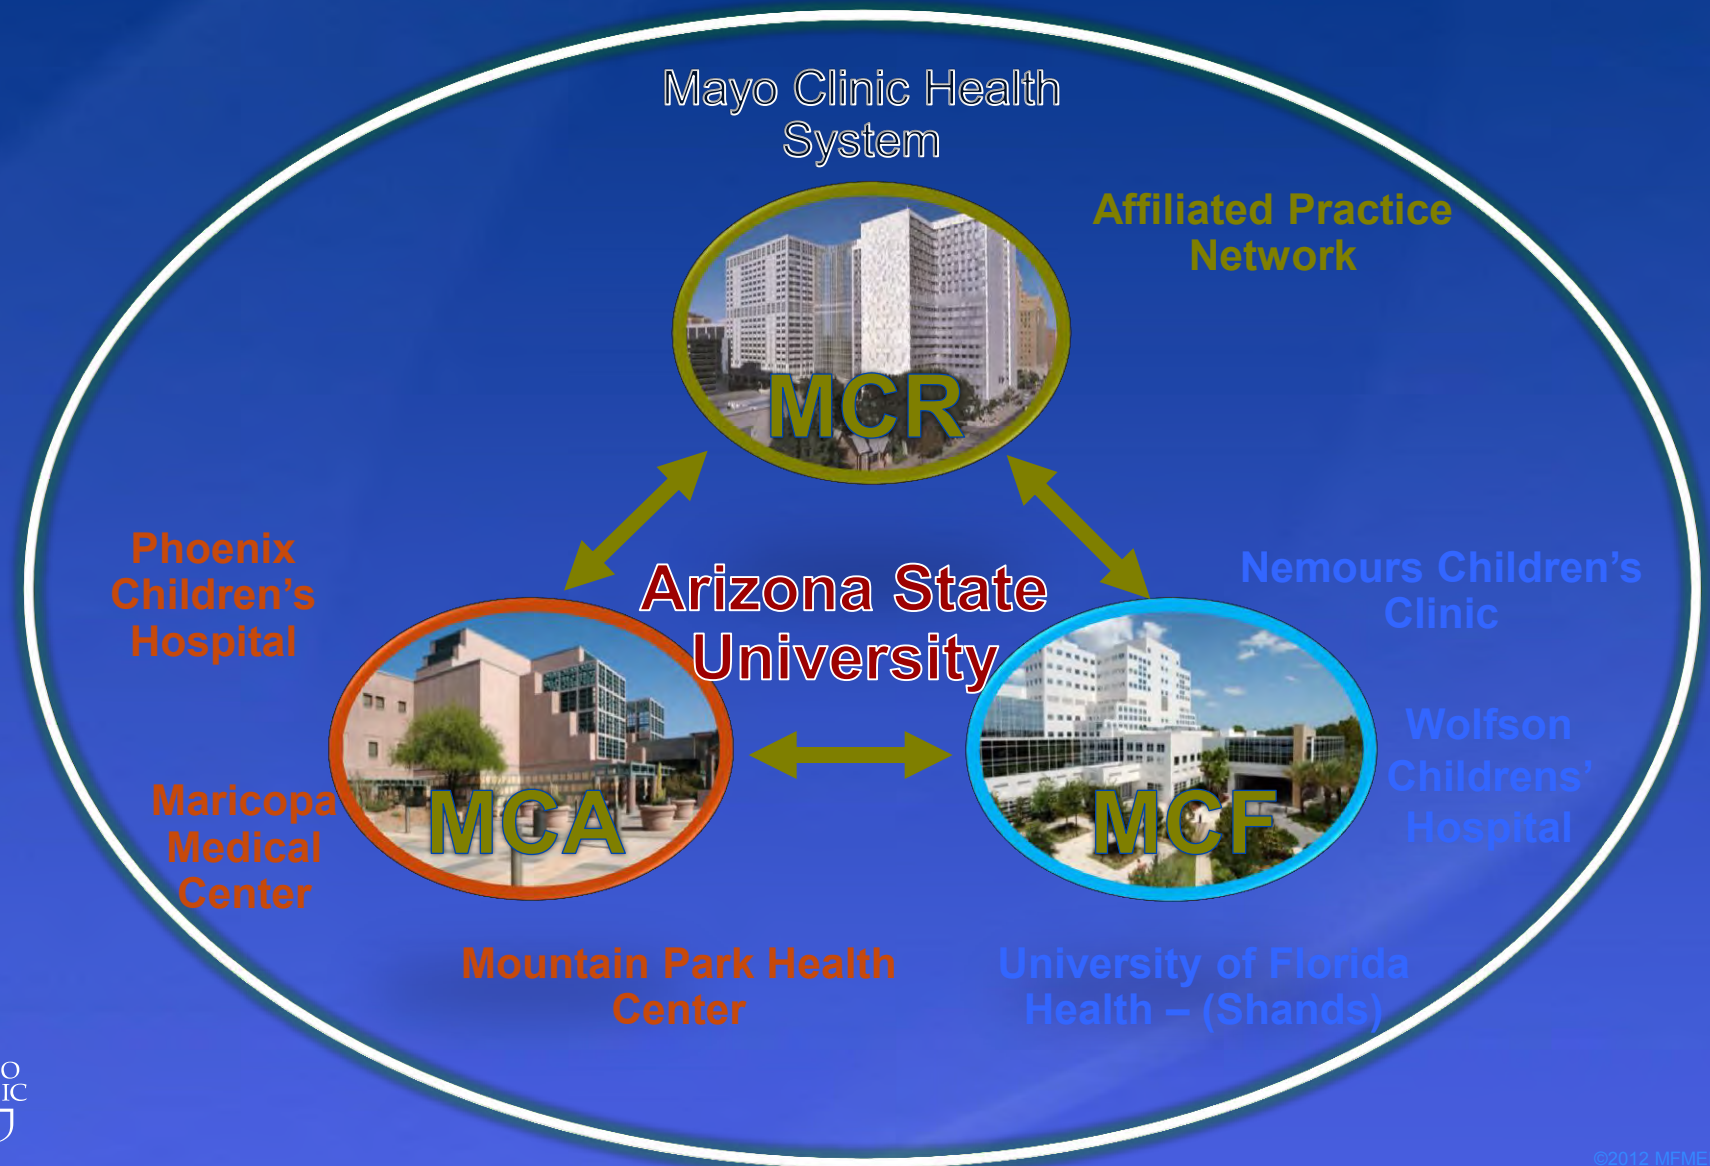 Mayo Clinic Health
System
Affiliated Practice
Network
MCR
Phoenix
Children’s
Hospital
Arizona State
University
Nemours Children’s
Clinic
Wolfson
Childrens’
Hospital
Maricopa
Medical
Center
MCA
MCF
Mountain Park Health
Center
University of Florida
Health – (Shands)
O
IC
©2012 MFME